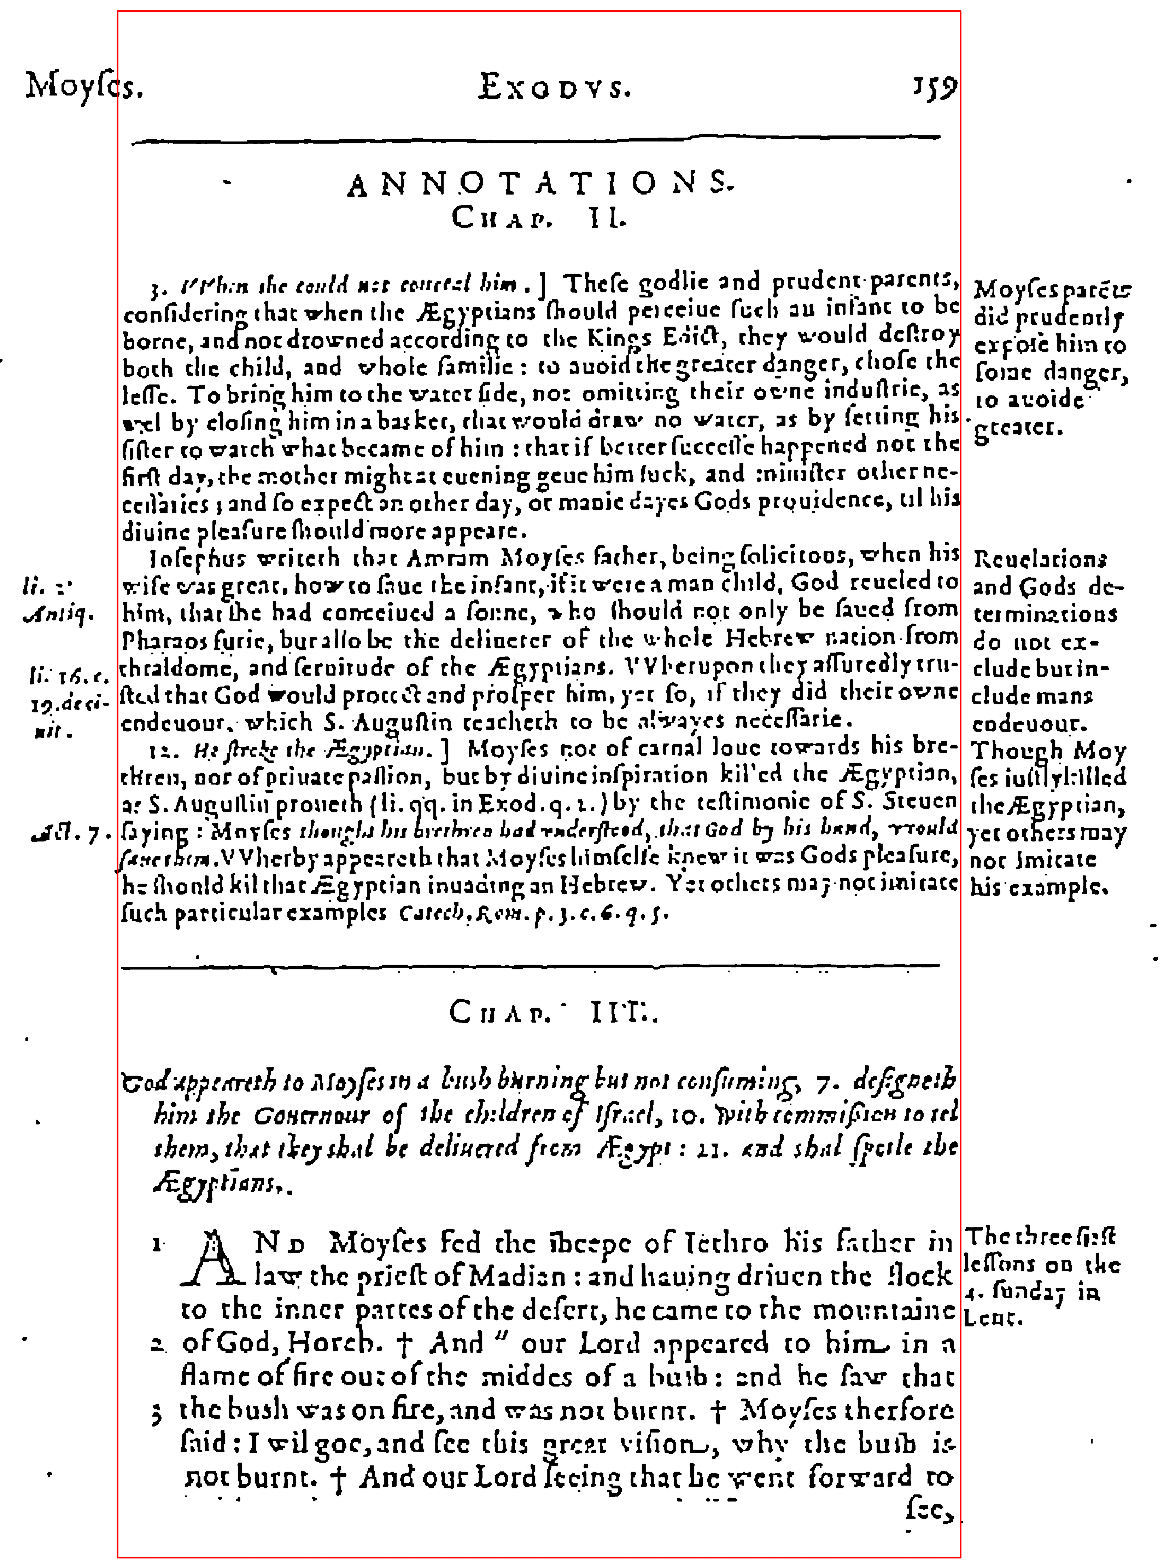 Moyſes. EXODVS. 159
ANNOTATIONS.
CHAP. II.
3. VVhen she could not conceal him.] Theſe godlie and prudent parents,
conſidering that when the Ægyptians ſhould perceiue ſuch an infant to be
borne, and not drowned according to the Kings Edict, they would deſtroy
both the child, and whole familie: to auoid the greater danger, choſe the
leſſe. To bring him to the water ſide, not omitting their owne induſtrie, as
wel by cloſing him in a basket, that would draw no water, as by ſetting his
ſiſter to watch what became of him: that if better ſucceſſe happened not the
firſt day, the mother might at euening geue him ſuck, and miniſter other ne-
ceſſaries; and ſo expect an other day, or manie dayes Gods prouidence, til his
diuine pleaſure ſhould more appeare.
Moyſes parẽts
did prudently
expoſe him to
ſome danger,
to auoide
greater.
Ioſephus writeth that Amram Moyſes father, being ſolicitous, when his
wife was great, how to ſaue the infant, if it were a man child, God reueled to
him, that ſhe had conceiued a ſonne, who ſhould not only be ſaued from
Pharaos furie, but alſo be the deliuerer of the whole Hebrew nation from
thraldome, and ſeruitude of the Ægyptians. VVherupon they aſſuredly tru-
ſted that God would protect and proſper him, yet ſo, if they did their owne
endeuour, which S. Auguſtin teacheth to be alwayes neceſſarie.
li. 2.
Antiq.
li. 16. c.
19. de ci-
uit.
Reuelations
and Gods de-
terminations
do not ex-
clude but in-
clude mans
endeuour.
12. He ſtroke the Ægyptian.] Moyſes not of carnal loue towards his bre-
thren, nor of priuate paſſion, but by diuine inſpiration killed the Ægyptian,
as S. Auguſtin proueth (li. qq. in Exod. q. 2.) by the teſtimonie of S. Steuen
ſaying: Moyſes thought his brethren had vnderſtood, that God by his hand, would
ſaue them. VVherby appeareth that Moyſes himſelfe knew it was Gods pleaſure,
he ſhould kil that Ægyptian inuading an Hebrew. Yet others may not imitate
ſuch particular examples Catech. Rom. p. 3. c. 6. q. 5.
Act. 7.
Though Moy
ſes iuſtly killed
the Ægyptian,
yet others may
not imitate
his example.
CHAP. III.
God appeareth to Moyſes in a bush burning but not conſuming, 7. deſigneth
him the Gouernour of the children of Iſrael, 10. with commiſſion to tel
them, that they shal be deliuered from Ægypt: 21. and shal ſpoile the
Ægyptians.
1 AND Moyſes fed the ſheepe of Iethro his father in
law the prieſt of Madian: and hauing driuen the flock
to the inner partes of the deſert, he came to the mountaine
2 of God, Horeb. † And " our Lord appeared to him in a
flame of fire out of the middes of a buſh: and he ſaw that
3 the bush was on fire, and was not burnt. † Moyſes therfore
ſaid: I wil goe, and ſee this great viſion, why the buſh is
not burnt. † And our Lord ſeeing that he went forward to
ſee,
The three firſt
leſſons on the
4. ſunday in
Lent.